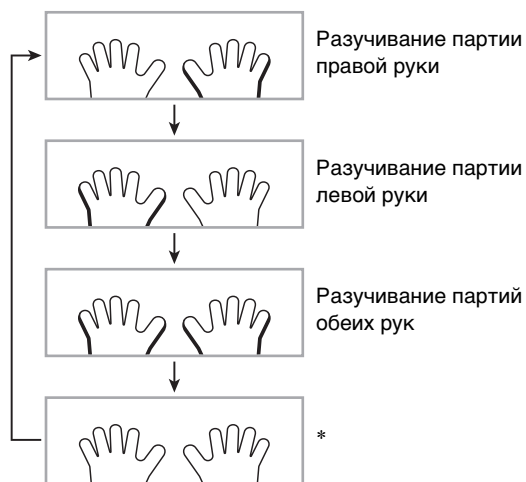 Разучивание партии
правой руки
Разучивание партии
левой руки
Разучивание партий
обеих рук
*